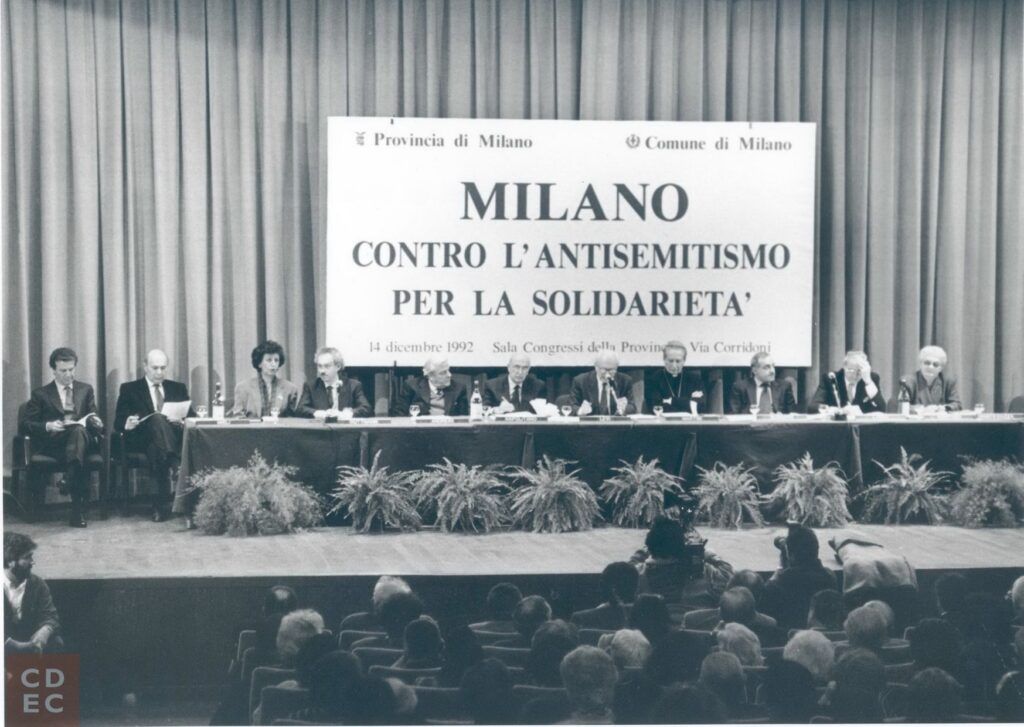 Provincia di Milano
Comune di Milano
MILANO
CONTRO L'ANTISEMITISMO
PER LA SOLIDARIETA'
14 dicembre 1992 Sala Congressi della Via Corridoni
CD
EC